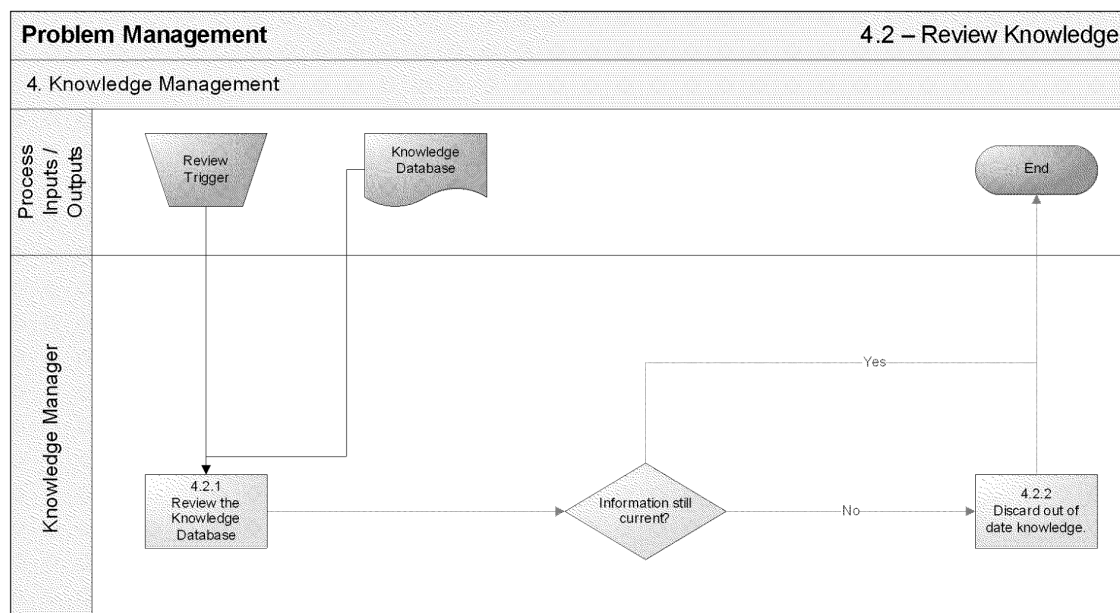 Problem Management
4.2 – Review Knowledge
4. Knowledge Management
Process
Inputs /
Outputs
Review
Trigger
Knowledge
Database
End
Knowledge Manager
Yes
4.2.1
Review the
Knowledge
Database
Information still
current?
No
4.2.2
Discard out of
date knowledge.